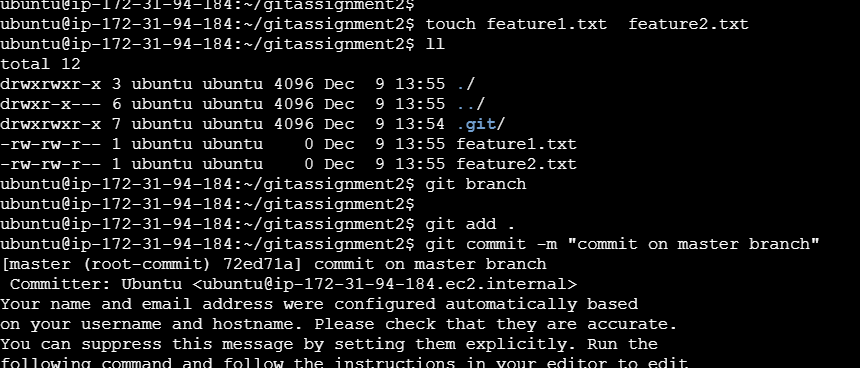 ubuntu@ip-172-31-94-184:~/gitassignment2$
ubuntu@ip-172-31-94-184:~/gitassignment2$ touch feature1.txt  feature2.txt
ubuntu@ip-172-31-94-184:~/gitassignment2$ ll
total 12
drwxrwxr-x 3 ubuntu ubuntu 4096 Dec  9 13:55 ./
drwxr-x--- 6 ubuntu ubuntu 4096 Dec  9 13:55 ../
drwxrwxr-x 7 ubuntu ubuntu 4096 Dec  9 13:54 .git/
-rw-rw-r-- 1 ubuntu ubuntu    0 Dec  9 13:55 feature1.txt
-rw-rw-r-- 1 ubuntu ubuntu    0 Dec  9 13:55 feature2.txt
ubuntu@ip-172-31-94-184:~/gitassignment2$ git branch
ubuntu@ip-172-31-94-184:~/gitassignment2$
ubuntu@ip-172-31-94-184:~/gitassignment2$ git add .
ubuntu@ip-172-31-94-184:~/gitassignment2$ git commit -m "commit on master branch"
[master (root-commit) 72ed71a] commit on master branch
 Committer: Ubuntu <ubuntu@ip-172-31-94-184.ec2.internal>
Your name and email address were configured automatically based
on your username and hostname. Please check that they are accurate.
You can suppress this message by setting them explicitly. Run the
following command and follow the instructions in your editor to edit